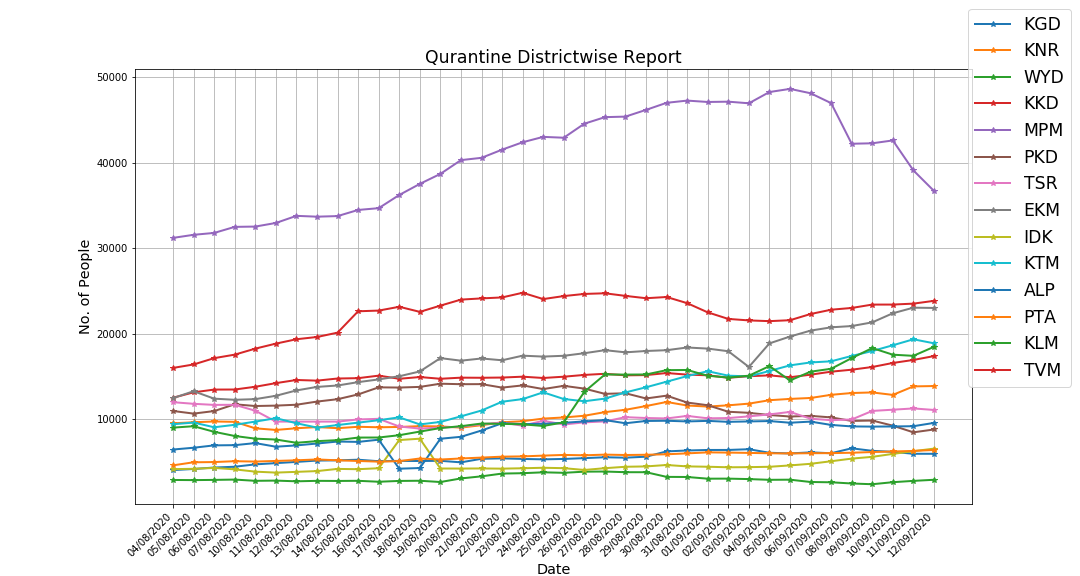 Qurantine Districtwise Report
No. of People
50000
40000
30000
20000
10000
04/08/2020
05/08/2020
06/08/2020
07/08/2020
10/08/2020
11/08/2020
12/08/2020
13/08/2020
14/08/2020
15/08/2020
16/08/2020
17/08/2020
18/08/2020
19/08/2020
20/08/2020
21/08/2020
22/08/2020
23/08/2020
24/08/2020
25/08/2020
26/08/2020
27/08/2020
28/08/2020
29/08/2020
30/08/2020
31/08/2020
01/09/2020
02/09/2020
03/09/2020
04/09/2020
05/09/2020
06/09/2020
07/09/2020
08/09/2020
09/09/2020
10/09/2020
11/09/2020
12/09/2020
Date
KGD
KNR
WYD
KKD
MPM
PKD
TSR
EKM
IDK
KTM
ALP
PTA
KLM
TVM